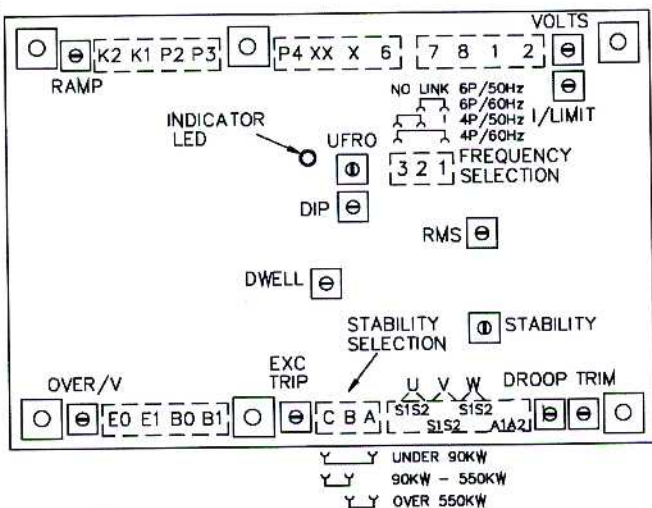 VOLTS
K2 K1 P2 P3
P4 XX X 6
7 8 1 2
RAMP
NO LINK 6P/50Hz
6P/60Hz
4P/50Hz
4P/60Hz
I/LIMIT
INDICATOR
LED
UFRO
3 2 1
FREQUENCY
SELECTION
DIP
RMS
DWELL
STABILITY
SELECTION
STABILITY
OVER/V
EXC
TRIP
U V W
DROOP TRIM
E0 E1 B0 B1
C B A
S1S2 S1S2
S1S2 A1A2
UNDER 90KW
90KW - 550KW
OVER 550KW